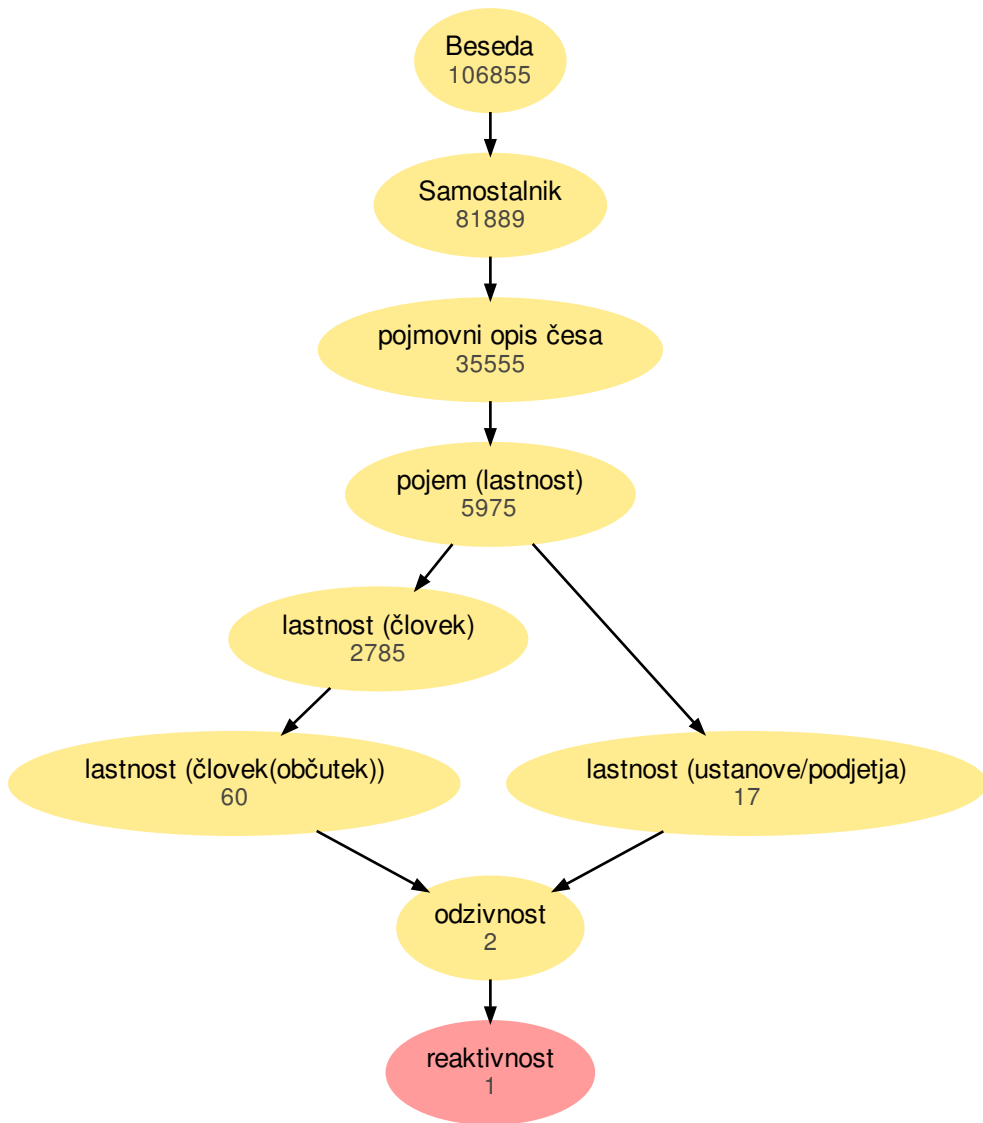 Beseda
106855
Samostalnik
81889
pojmovni opis česa
35555
pojem (lastnost)
5975
lastnost (človek)
2785
lastnost (človek(občutek))
60
lastnost (ustanove/podjetja)
17
odzivnost
2
reaktivnost
1